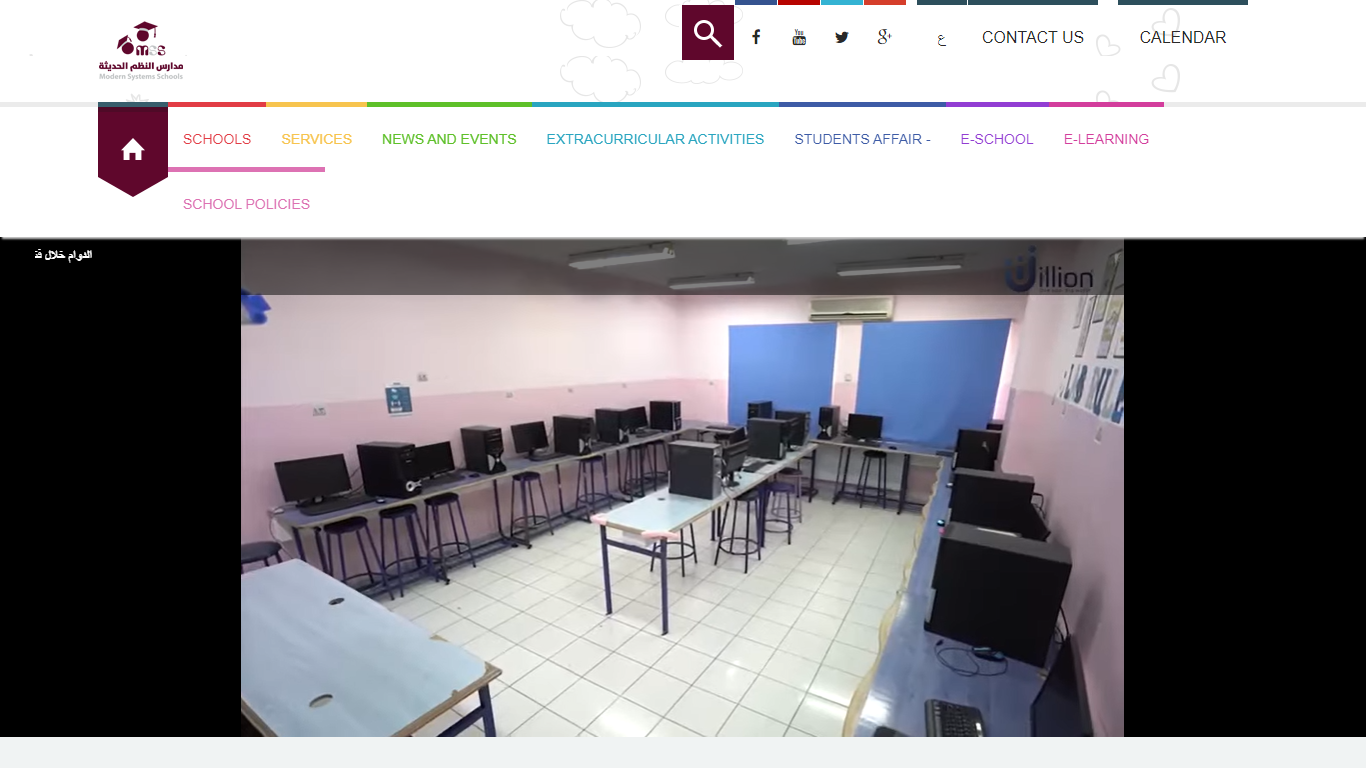 MSS
مدارس النظم الحديثة
Modern Systems Schools
You Tube
ع
CONTACT US
CALENDAR
SCHOOLS
SERVICES
NEWS AND EVENTS
EXTRACURRICULAR ACTIVITIES
STUDENTS AFFAIR -
E-SCHOOL
E-LEARNING
SCHOOL POLICIES
الدوام خلال
illion